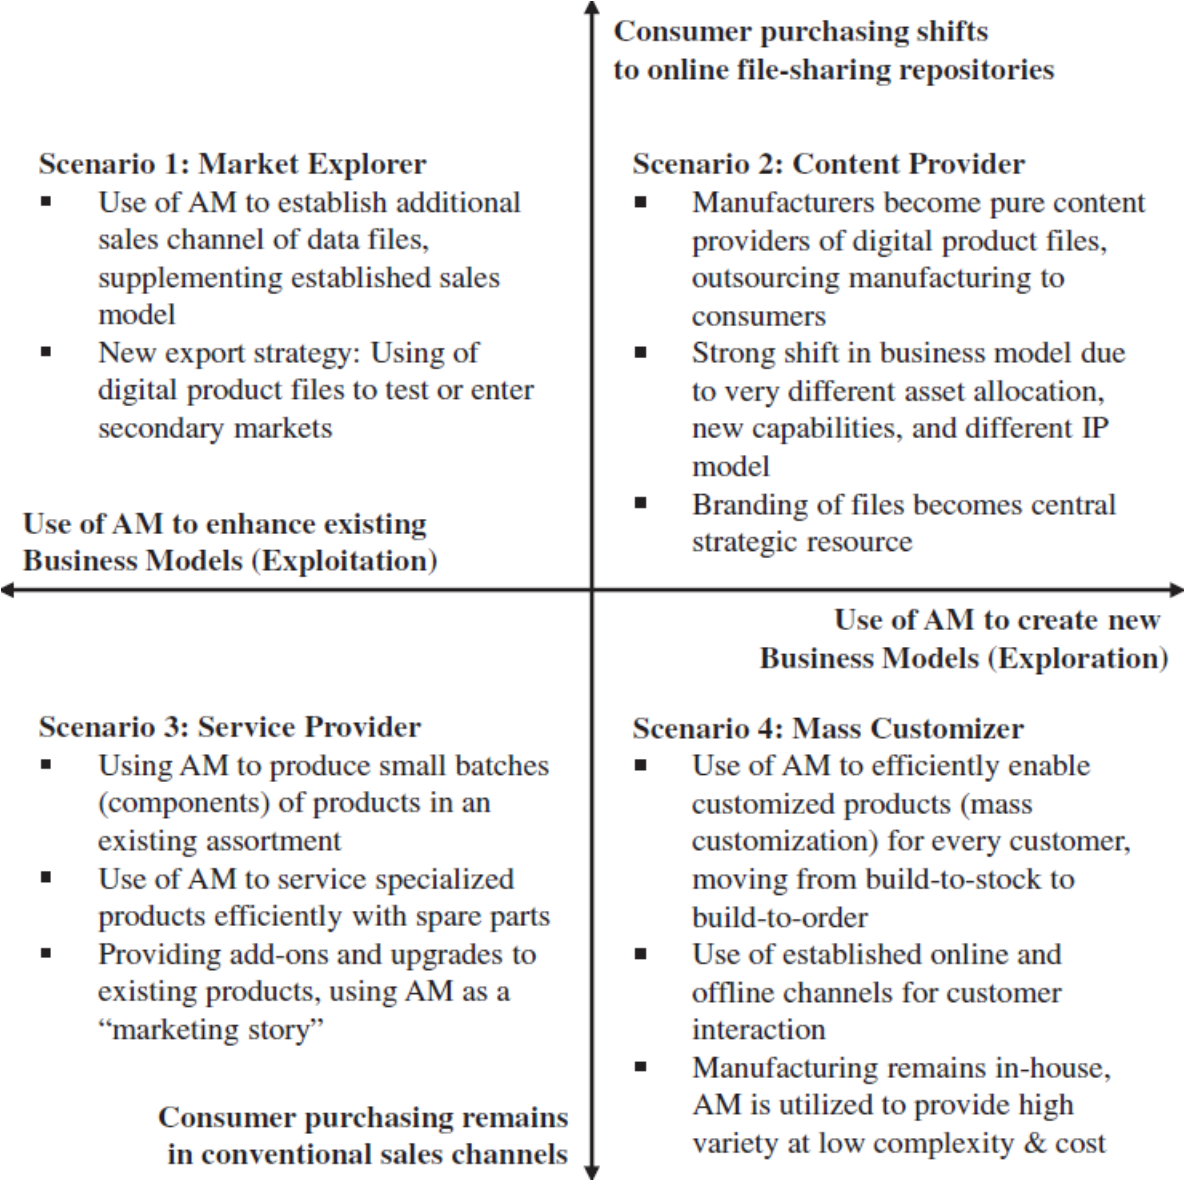 Consumer purchasing shifts
to online file-sharing repositories
Scenario 1: Market Explorer
▪ Use of AM to establish additional
sales channel of data files,
supplementing established sales
model
▪ New export strategy: Using of
digital product files to test or enter
secondary markets
Scenario 2: Content Provider
▪ Manufacturers become pure content
providers of digital product files,
outsourcing manufacturing to
consumers
▪ Strong shift in business model due
to very different asset allocation,
new capabilities, and different IP
model
▪ Branding of files becomes central
strategic resource
Use of AM to enhance existing
Business Models (Exploitation)
Use of AM to create new
Business Models (Exploration)
Scenario 3: Service Provider
▪ Using AM to produce small batches
(components) of products in an
existing assortment
▪ Use of AM to service specialized
products efficiently with spare parts
▪ Providing add-ons and upgrades to
existing products, using AM as a
“marketing story”
Scenario 4: Mass Customizer
▪ Use of AM to efficiently enable
customized products (mass
customization) for every customer,
moving from build-to-stock to
build-to-order
▪ Use of established online and
offline channels for customer
interaction
▪ Manufacturing remains in-house,
AM is utilized to provide high
variety at low complexity & cost
Consumer purchasing remains
in conventional sales channels